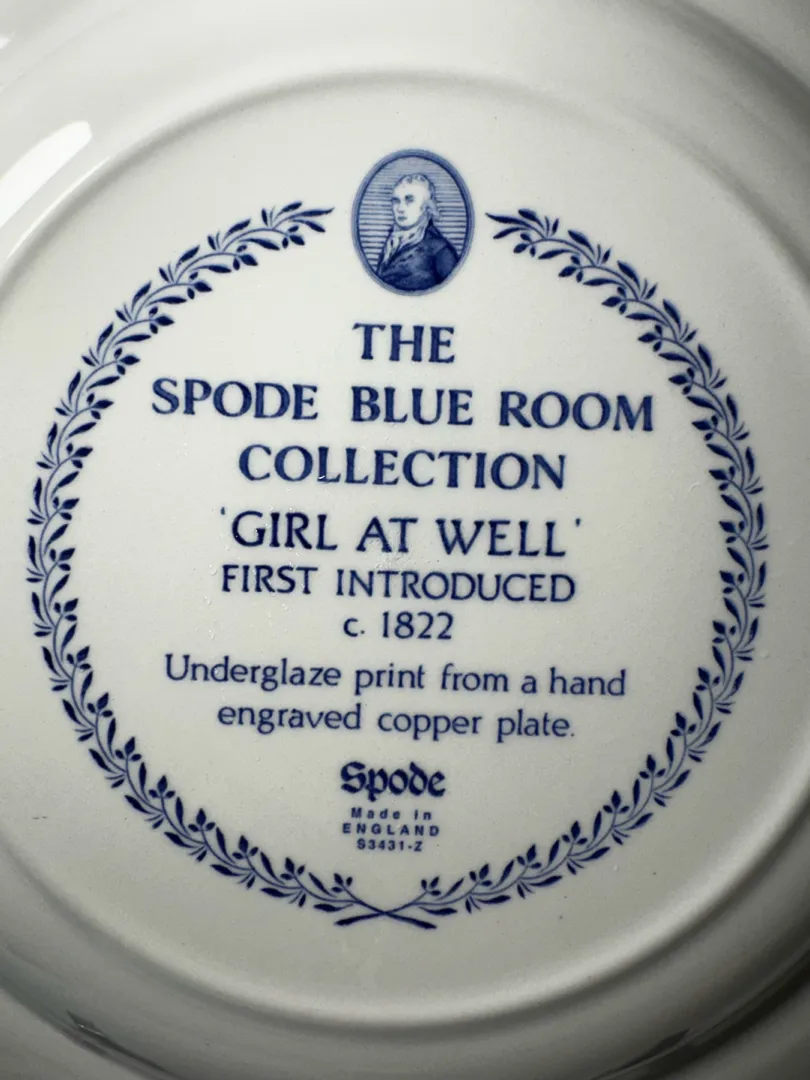 THE
SPODE BLUE ROOM
COLLECTION
'GIRL AT WELL'
FIRST INTRODUCED
c. 1822
Underglaze print from a hand
engraved copper plate.
Spode
Made in
ENGLAND
S3431-Z